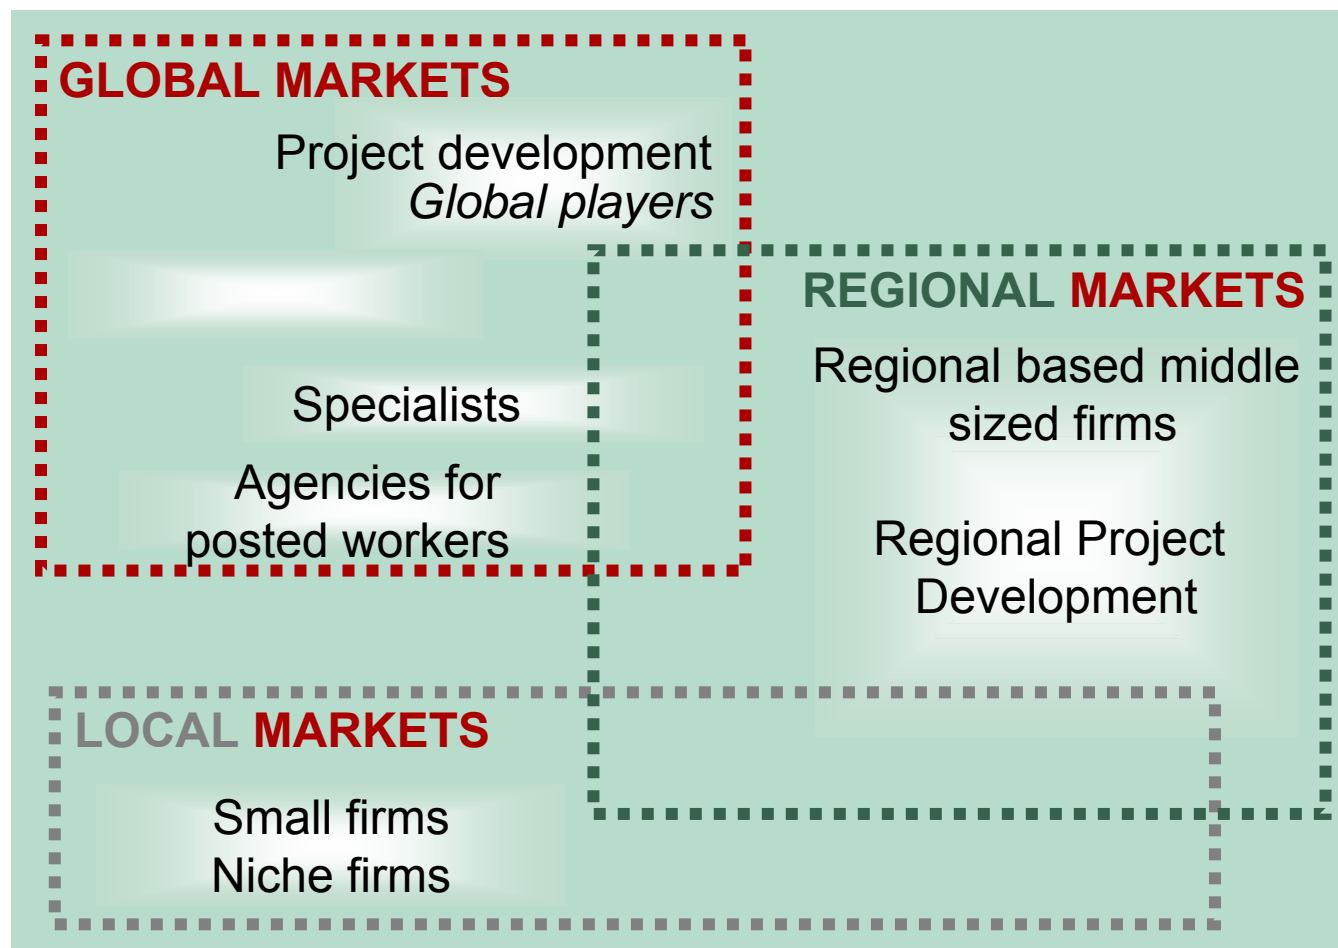 GLOBAL MARKETS
Project development
Global players
Specialists
Agencies for
posted workers
REGIONAL MARKETS
Regional based middle
sized firms
Regional Project
Development
LOCAL MARKETS
Small firms
Niche firms